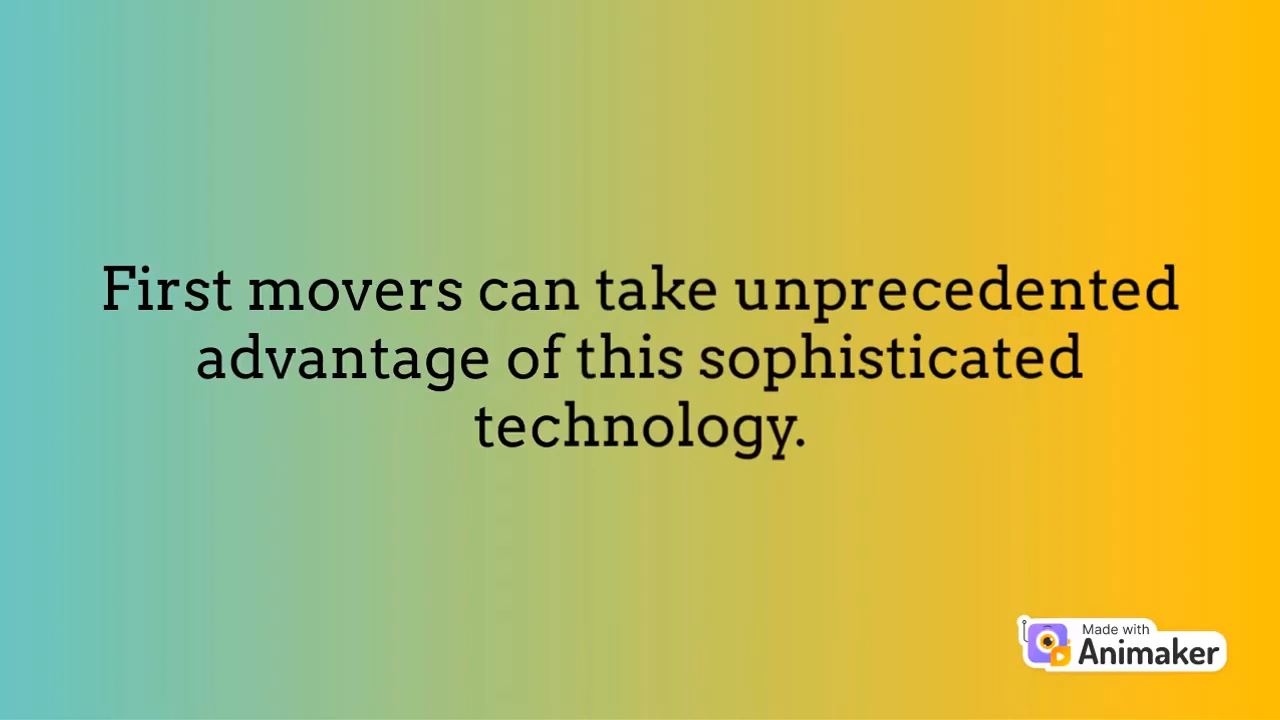 First movers can take unprecedented
advantage of this sophisticated
technology.
Made with
Animaker